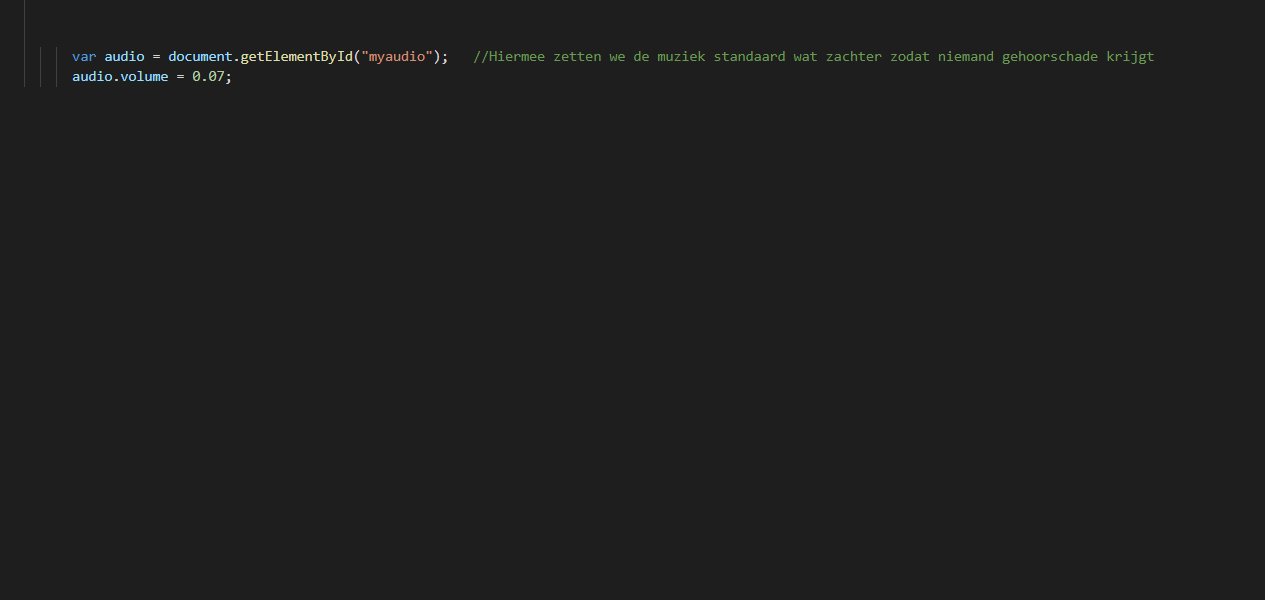 var audio = document.getElementById("myaudio");   //Hiermee zetten we de muziek standaard wat zachter zodat niemand gehoorschade krijgt
audio.volume = 0.07;